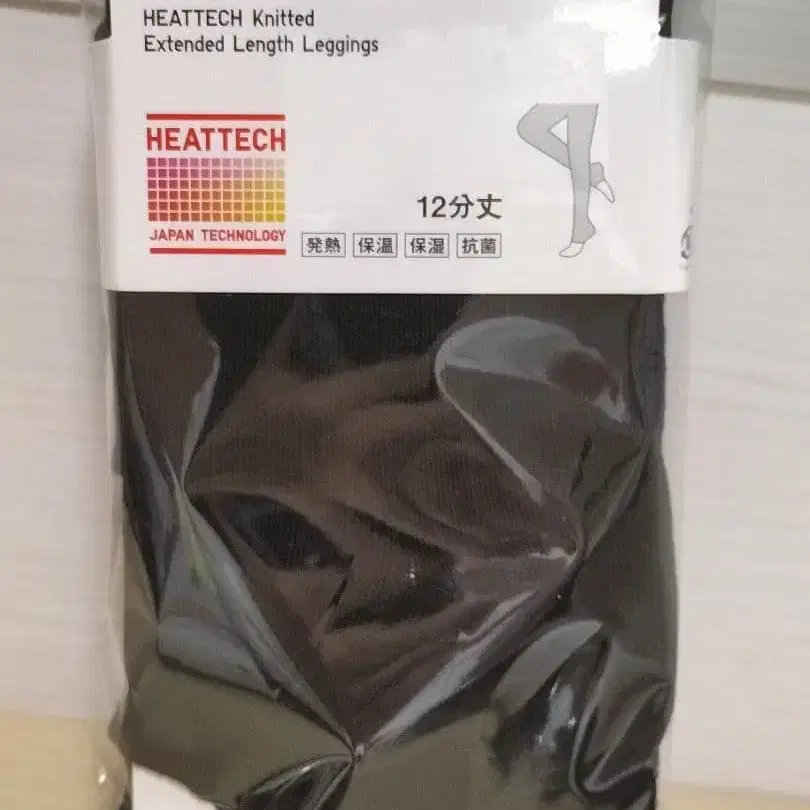 HEATTECH Knitted
Extended Length Leggings
HEATTECH
JAPAN TECHNOLOGY
12分丈
発熱 保温 保湿 抗菌